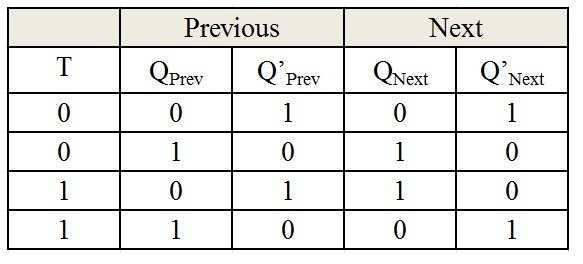 Previous Next
T QPrev Q’Prev QNext Q’Next
0 0 1 0 1
0 1 0 1 0
1 0 1 1 0
1 1 0 0 1